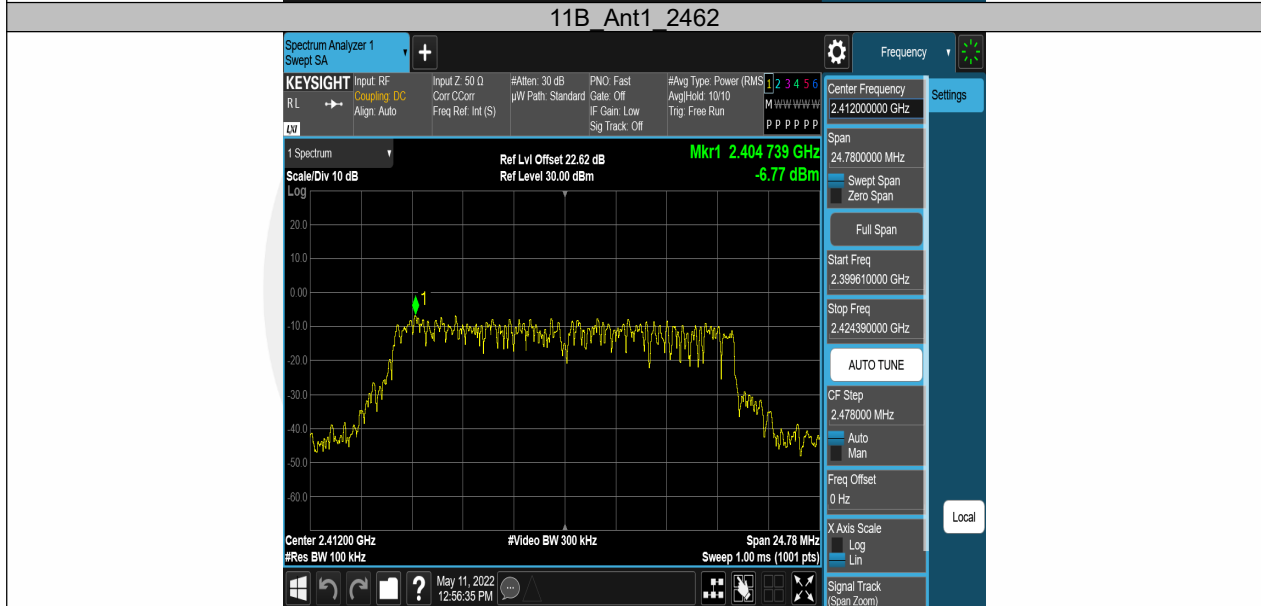 11B_Ant1_2462
Spectrum Analyzer 1
Swept SA
+
Frequency
KEYSIGHT
RL
LXI
Input: RF
Coupling: DC
Align: Auto
Input Z: 50 Ω
Corr CCorr
Freq Ref: Int (S)
#Atten: 30 dB
µW Path: Standard
PNO: Fast
Gate: Off
IF Gain: Low
Sig Track: Off
#Avg Type: Power (RMS
Avg|Hold: 10/10
Trig: Free Run
1 2 3 4 5 6
M W W W W W
P P P P P P
1 Spectrum
Scale/Div 10 dB
Ref Lvl Offset 22.62 dB
Ref Level 30.00 dBm
Mkr1 2.404 739 GHz
-6.77 dBm
Log
20.0
10.0
0.00
-10.0
-20.0
-30.0
-40.0
-50.0
-60.0
1
Center 2.41200 GHz
#Res BW 100 kHz
#Video BW 300 kHz
Span 24.78 MHz
Sweep 1.00 ms (1001 pts)
?
May 11, 2022
12:56:35 PM
Center Frequency
2.412000000 GHz
Settings
Span
24.7800000 MHz
Swept Span
Zero Span
Full Span
Start Freq
2.399610000 GHz
Stop Freq
2.424390000 GHz
AUTO TUNE
CF Step
2.478000 MHz
Auto
Man
Freq Offset
0 Hz
Local
X Axis Scale
Log
Lin
Signal Track
(Span Zoom)